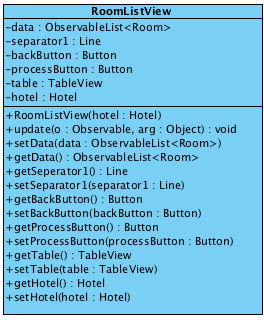 RoomListView
-data : ObservableList<Room>
-separator1 : Line
-backButton : Button
-processButton : Button
-table : TableView
-hotel : Hotel
+RoomListView(hotel : Hotel)
+update(o : Observable, arg : Object) : void
+setData(data : ObservableList<Room>)
+getData() : ObservableList<Room>
+getSeperator1() : Line
+setSeparator1(separator1 : Line)
+getBackButton() : Button
+setBackButton(backButton : Button)
+getProcessButton() : Button
+setProcessButton(processButton : Button)
+getTable() : TableView
+setTable(table : TableView)
+getHotel() : Hotel
+setHotel(hotel : Hotel)